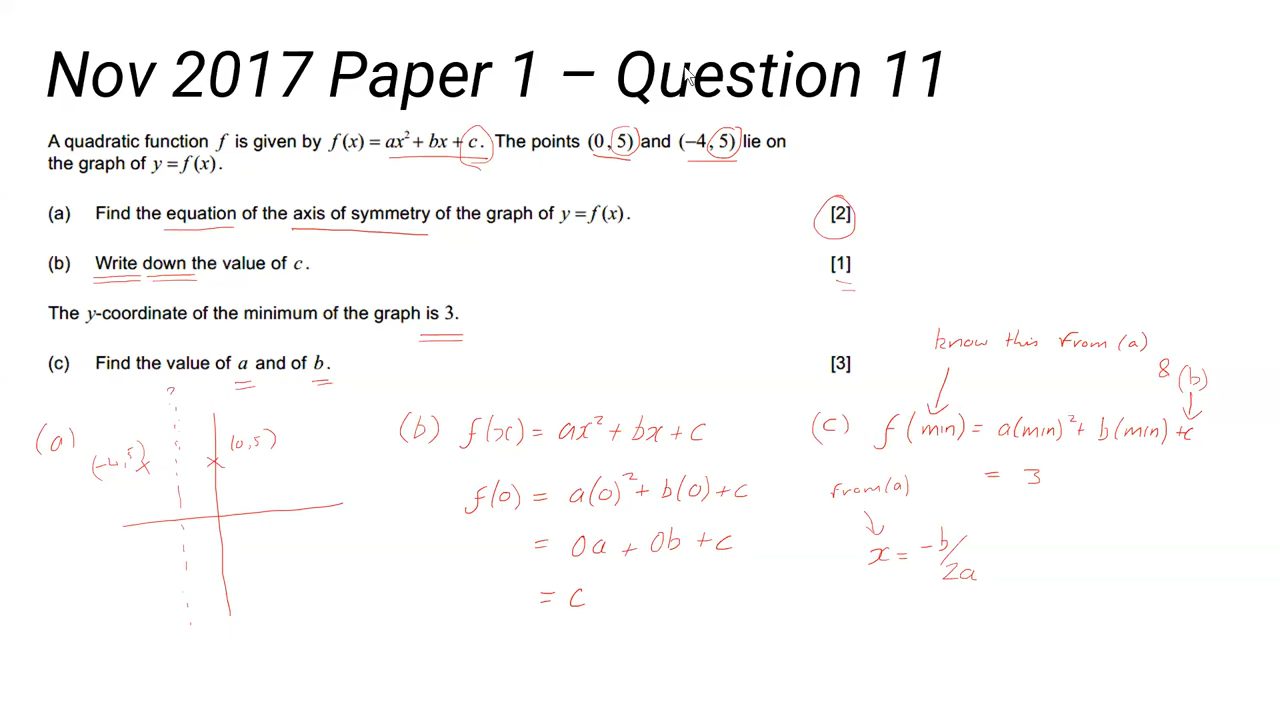 Nov 2017 Paper 1 – Question 11
A quadratic function f is given by f(x) = ax² + bx + c. The points (0, 5) and (−4, 5) lie on
the graph of y = f(x).
(a) Find the equation of the axis of symmetry of the graph of y = f(x). [2]
(b) Write down the value of c. [1]
The y-coordinate of the minimum of the graph is 3.
(c) Find the value of a and of b. [3]
know this from (a)
& (b)
(a)
?
(-4,5)
(0,5)
(b) f(x) = ax² + bx + c
f(0) = a(0)² + b(0) + c
= 0a + 0b + c
= c
(c) f(min) = a(min)² + b(min) + c
= 3
from (a)
x = -b/2a